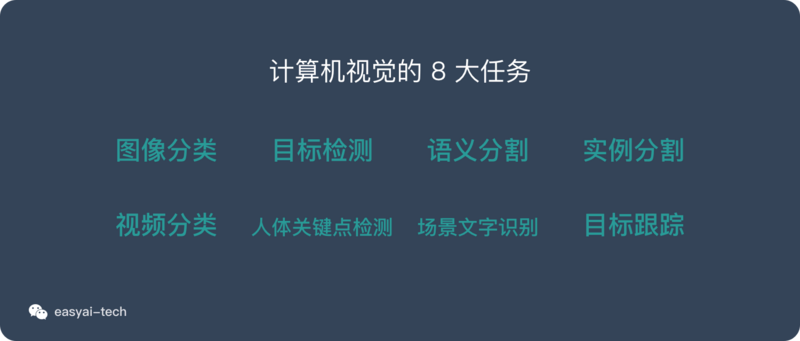 计算机视觉的 8 大任务
图像分类 目标检测 语义分割 实例分割
视频分类 人体关键点检测 场景文字识别 目标跟踪
easyai-tech